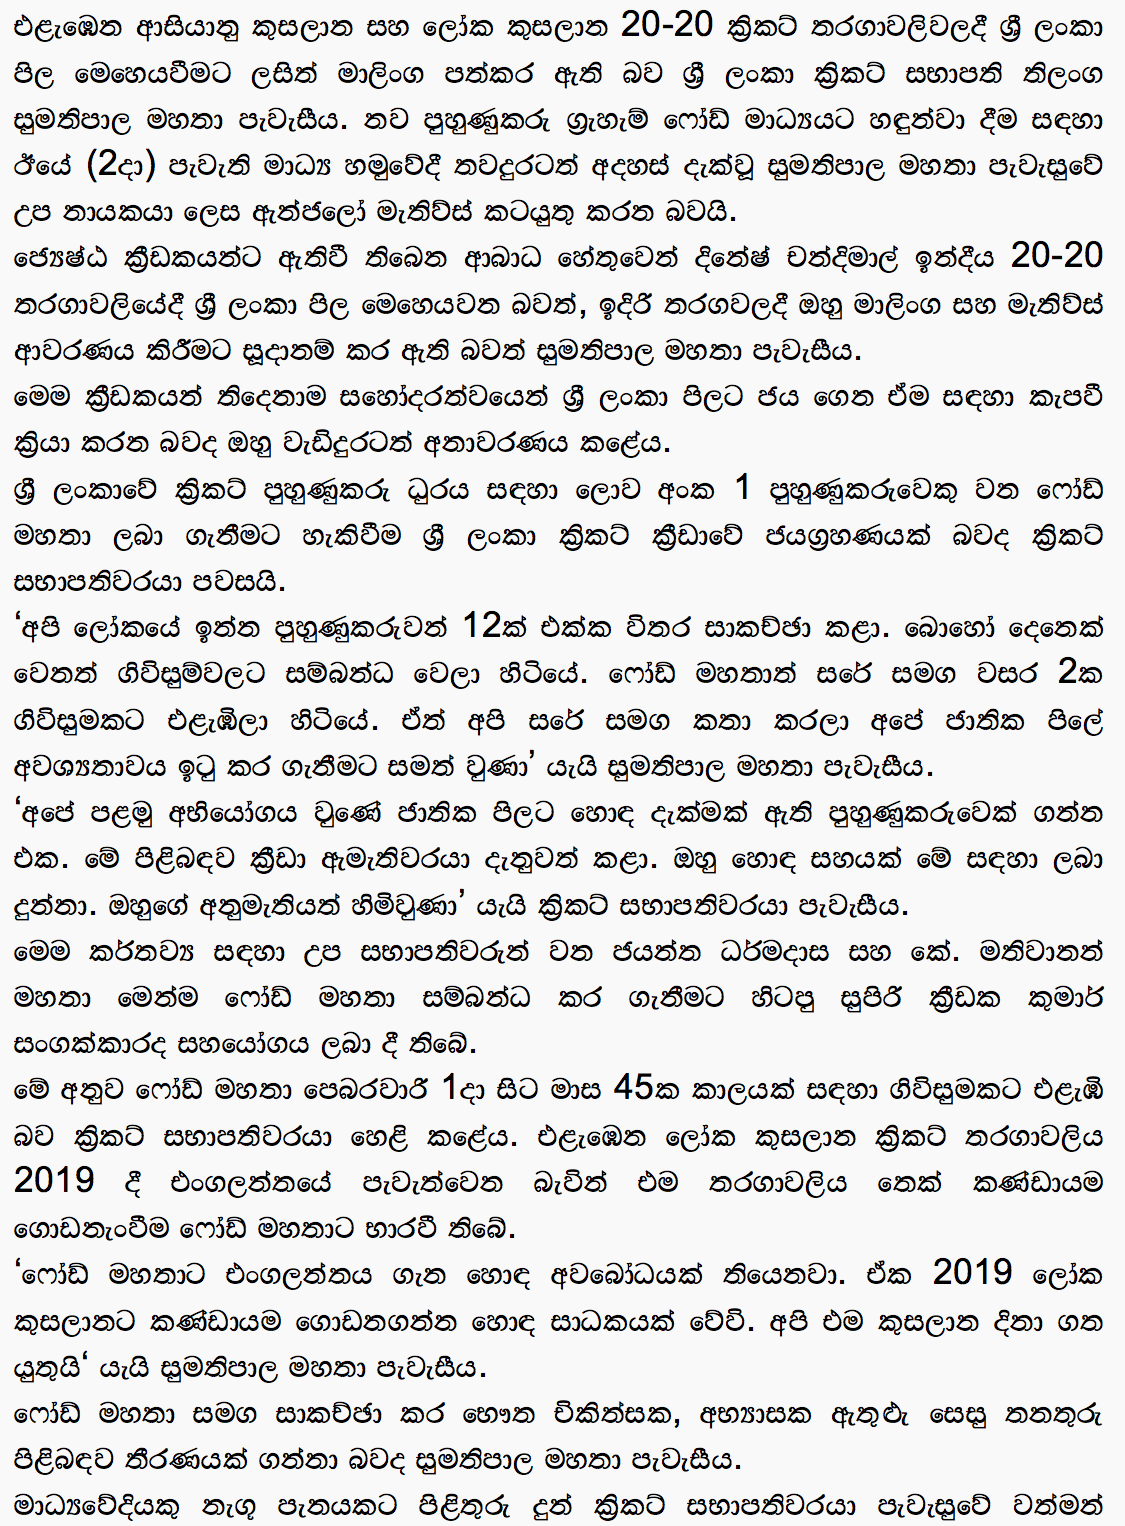 එළැඹෙන ආසියානු කුසලාන සහ ලෝක කුසලාන 20-20 ක්‍රිකට් තරගාවලිවලදී ශ්‍රී ලංකා
පිල මෙහෙයවීමට ලසිත් මාලිංග පත්කර ඇති බව ශ්‍රී ලංකා ක්‍රිකට් සභාපති තිලංග
සුමතිපාල මහතා පැවැසීය. නව පුහුණුකරු ග්‍රැහැම් ෆෝඩ් මාධ්‍යයට හඳුන්වා දීම සඳහා
ඊයේ (2දා) පැවැති මාධ්‍ය හමුවේදී තවදුරටත් අදහස් දැක්වූ සුමතිපාල මහතා පැවැසුවේ
උප නායකයා ලෙස ඇන්ජලෝ මැතිව්ස් කටයුතු කරන බවයි.
ජ්‍යෙෂ්ඨ ක්‍රීඩකයන්ට ඇතිවී තිබෙන ආබාධ හේතුවෙන් දිනේෂ් චන්දිමාල් ඉන්දීය 20-20
තරගාවලියේදී ශ්‍රී ලංකා පිල මෙහෙයවන බවත්, ඉදිරි තරගවලදී ඔහු මාලිංග සහ මැතිව්ස්
ආවරණය කිරීමට සූදානම් කර ඇති බවත් සුමතිපාල මහතා පැවැසීය.
මෙම ක්‍රීඩකයන් තිදෙනාම සහෝදරත්වයෙන් ශ්‍රී ලංකා පිලට ජය ගෙන ඒම සඳහා කැපවී
ක්‍රියා කරන බවද ඔහු වැඩිදුරටත් අනාවරණය කළේය.
ශ්‍රී ලංකාවේ ක්‍රිකට් පුහුණුකරු ධුරය සඳහා ලොව අංක 1 පුහුණුකරුවෙකු වන ෆෝඩ්
මහතා ලබා ගැනීමට හැකිවීම ශ්‍රී ලංකා ක්‍රිකට් ක්‍රීඩාවේ ජයග්‍රහණයක් බවද ක්‍රිකට්
සභාපතිවරයා පවසයි.
‘අපි ලෝකයේ ඉන්න පුහුණුකරුවන් 12ක් එක්ක විතර සාකච්ඡා කළා. බොහෝ දෙනෙක්
වෙනත් ගිවිසුම්වලට සම්බන්ධ වෙලා හිටියේ. ෆෝඩ් මහතාත් සරේ සමග වසර 2ක
ගිවිසුමකට එළැඹිලා හිටියේ. ඒත් අපි සරේ සමග කතා කරලා අපේ ජාතික පිලේ
අවශ්‍යතාවය ඉටු කර ගැනීමට සමත් වුණා’ යැයි සුමතිපාල මහතා පැවැසීය.
‘අපේ පළමු අභියෝගය වුණේ ජාතික පිලට හොඳ දැක්මක් ඇති පුහුණුකරුවෙක් ගන්න
එක. මේ පිළිබඳව ක්‍රීඩා ඇමැතිවරයා දැනුවත් කළා. ඔහු හොඳ සහයක් මේ සඳහා ලබා
දුන්නා. ඔහුගේ අනුමැතියත් හිමිවුණා’ යැයි ක්‍රිකට් සභාපතිවරයා පැවැසීය.
මෙම කර්තව්‍ය සඳහා උප සභාපතිවරුන් වන ජයන්ත ධර්මදාස සහ කේ. මතිවානන්
මහතා මෙන්ම ෆෝඩ් මහතා සම්බන්ධ කර ගැනීමට හිටපු සුපිරි ක්‍රීඩක කුමාර්
සංගක්කාරද සහයෝගය ලබා දී තිබේ.
මේ අනුව ෆෝඩ් මහතා පෙබරවාරි 1දා සිට මාස 45ක කාලයක් සඳහා ගිවිසුමකට එළැඹි
බව ක්‍රිකට් සභාපතිවරයා හෙළි කළේය. එළැඹෙන ලෝක කුසලාන ක්‍රිකට් තරගාවලිය
2019 දී එංගලන්තයේ පැවැත්වෙන බැවින් එම තරගාවලිය තෙක් කණ්ඩායම
ගොඩනැංවීම ෆෝඩ් මහතාට භාරවී තිබේ.
‘ෆෝඩ් මහතාට එංගලන්තය ගැන හොඳ අවබෝධයක් තියෙනවා. ඒක 2019 ලෝක
කුසලානට කණ්ඩායම ගොඩනගන්න හොඳ සාධකයක් වේවි. අපි එම කුසලාන දිනා ගත
යුතුයි‘ යැයි සුමතිපාල මහතා පැවැසීය.
ෆෝඩ් මහතා සමග සාකච්ඡා කර භෞත චිකිත්සක, අභ්‍යාසක ඇතුළු සෙසු තනතුරු
පිළිබඳව තීරණයක් ගන්නා බවද සුමතිපාල මහතා පැවැසීය.
මාධ්‍යවේදියකු නැගූ පැනයකට පිළිතුරු දුන් ක්‍රිකට් සභාපතිවරයා පැවැසුවේ වත්මන්